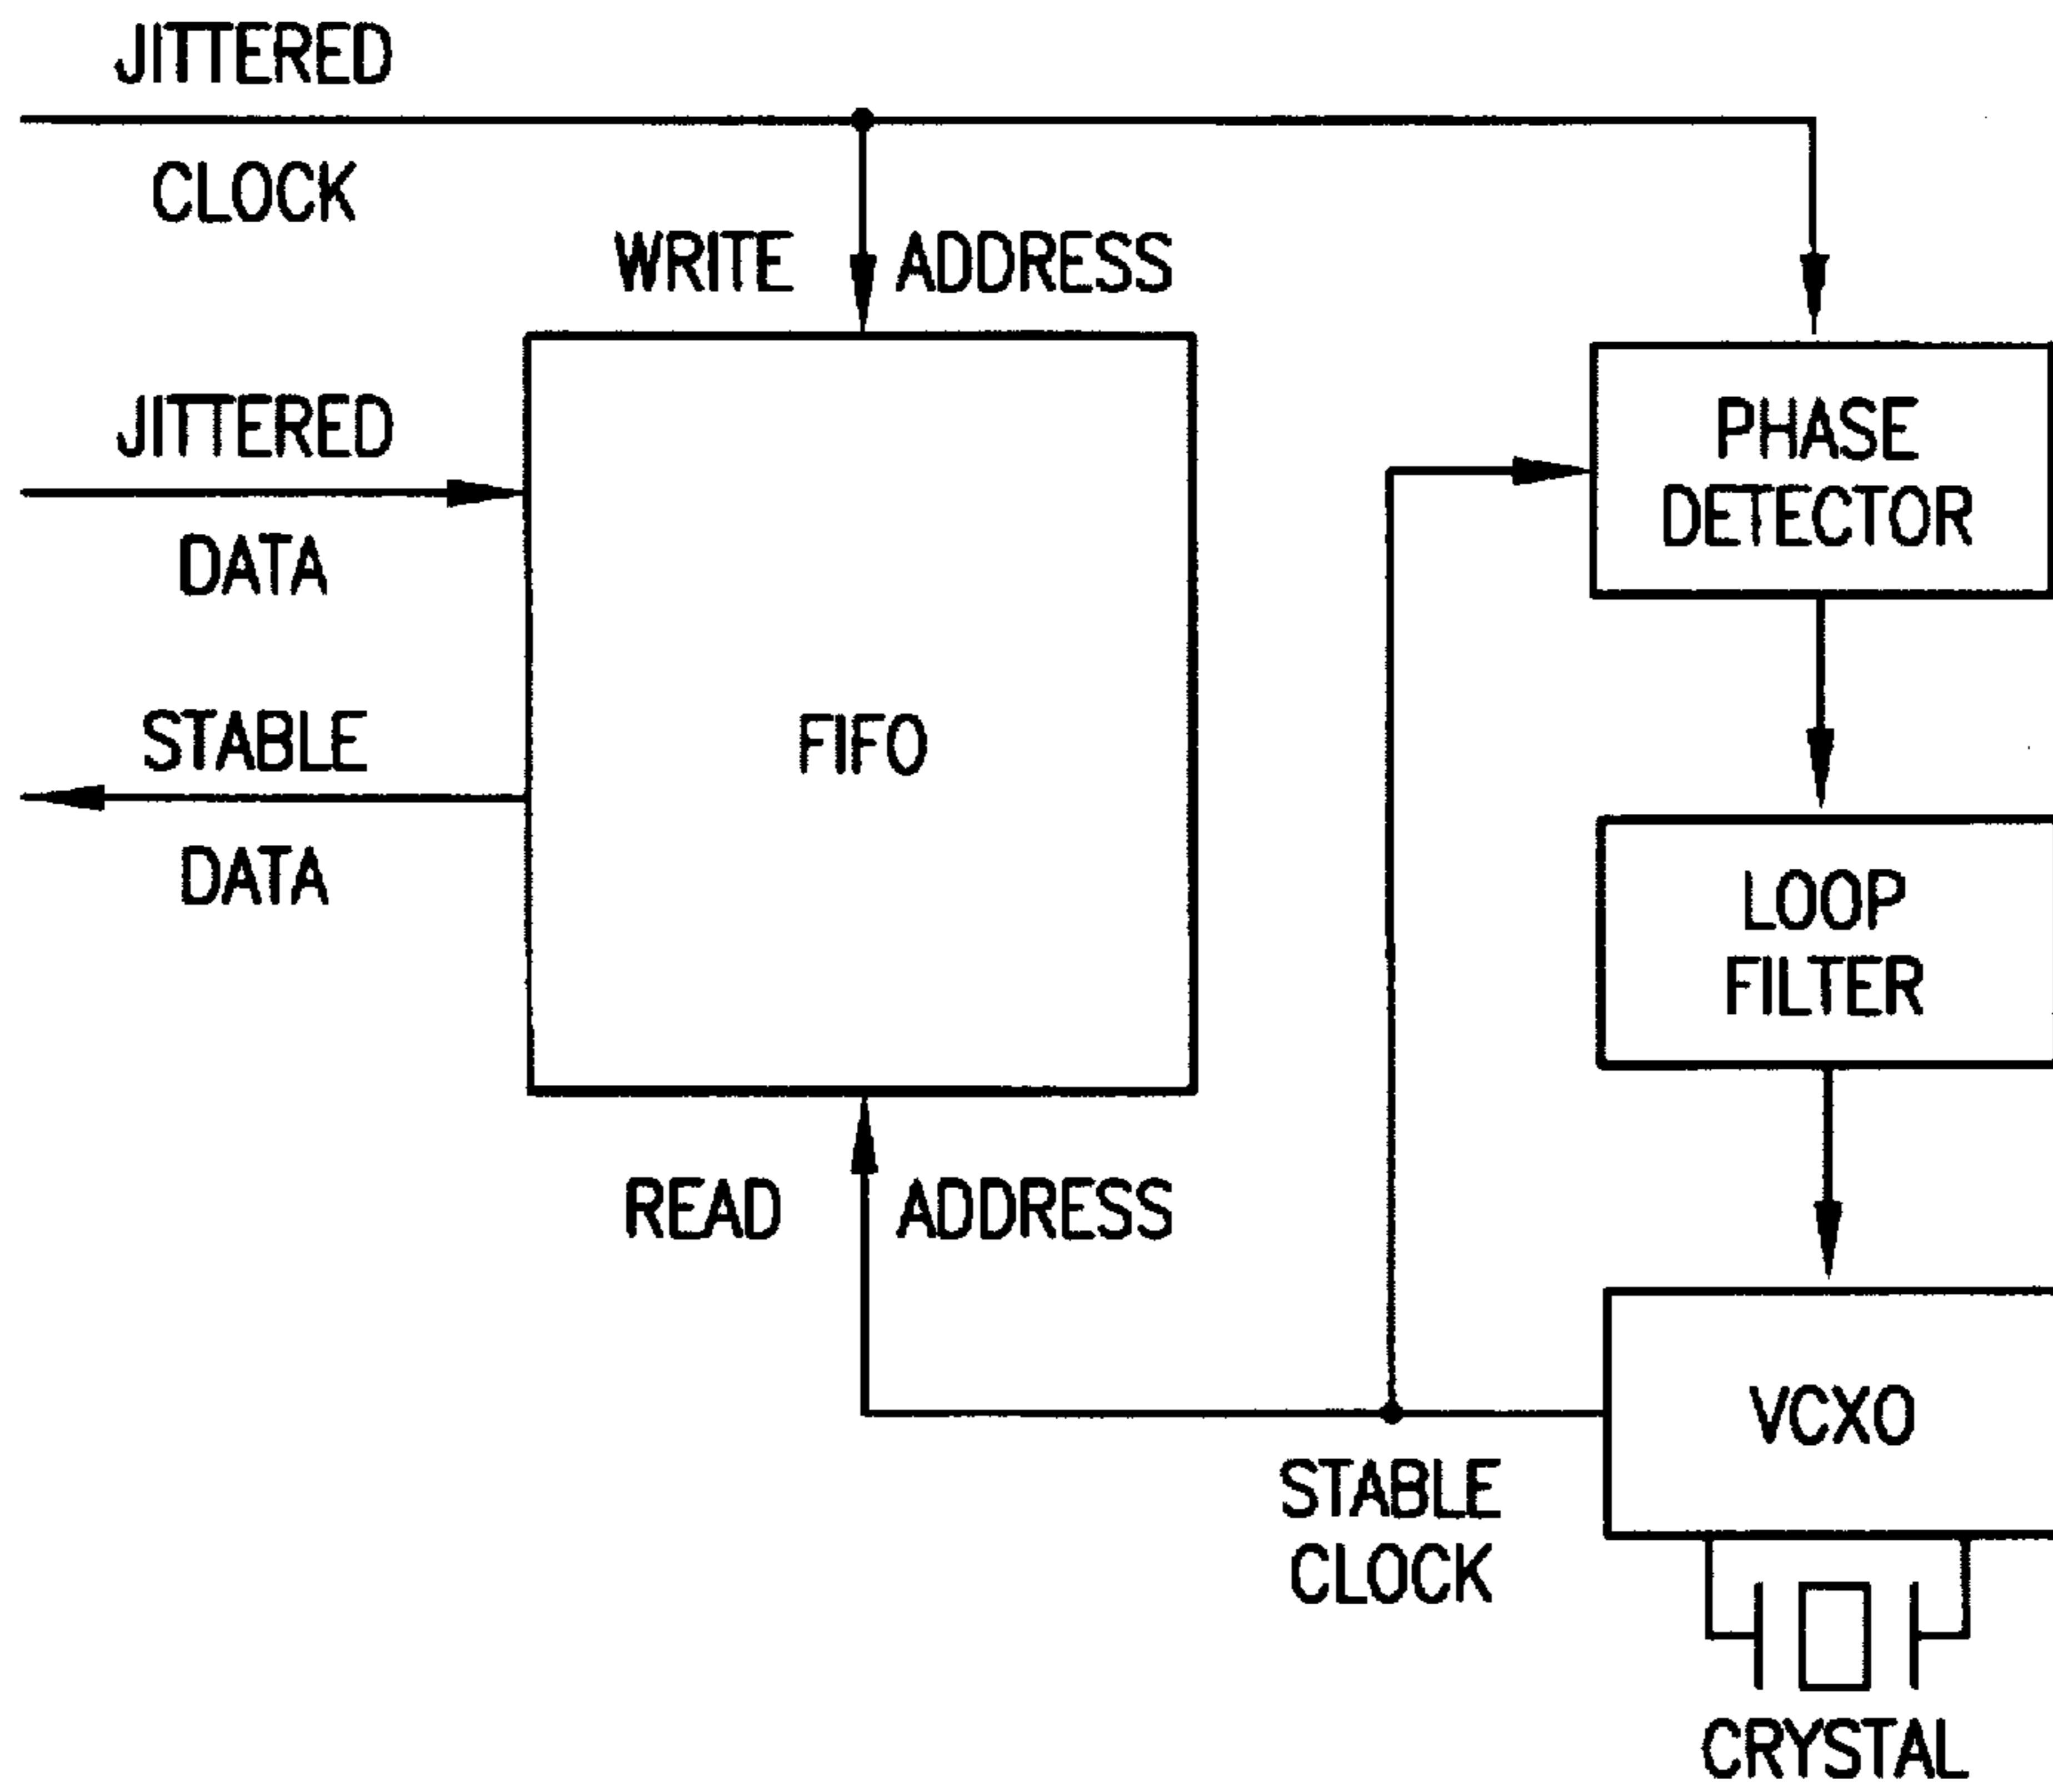 JITTERED
CLOCK
WRITE ADDRESS
JITTERED
DATA
PHASE
DETECTOR
STABLE
DATA
FIFO
LOOP
FILTER
READ ADDRESS
VCXO
STABLE
CLOCK
CRYSTAL